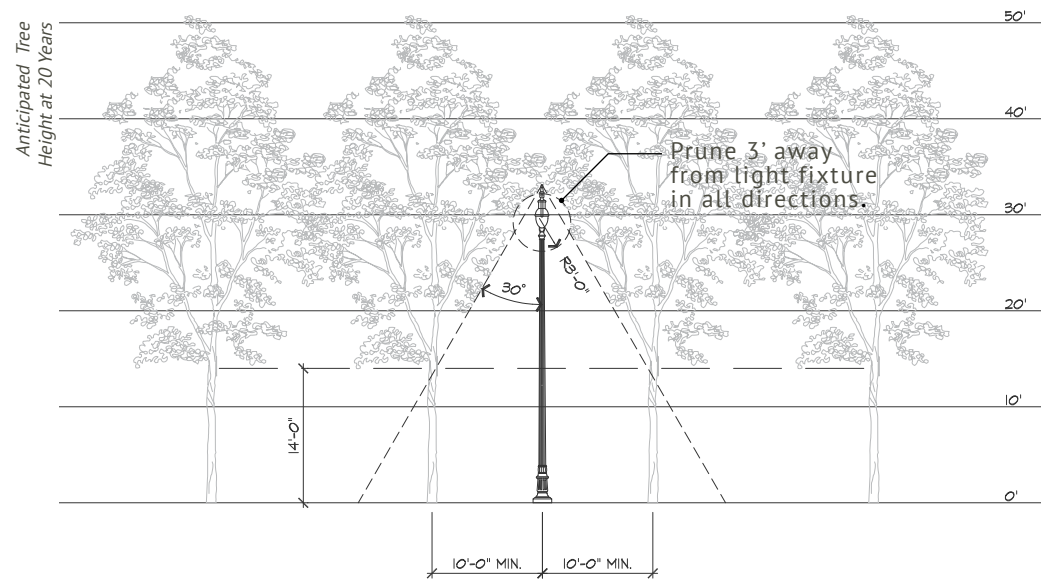 Anticipated Tree
Height at 20 Years
50'
40'
Prune 3' away
from light fixture
in all directions.
30'
R3'-0"
30°
20'
10'
14'-0"
0'
10'-0" MIN.
10'-0" MIN.